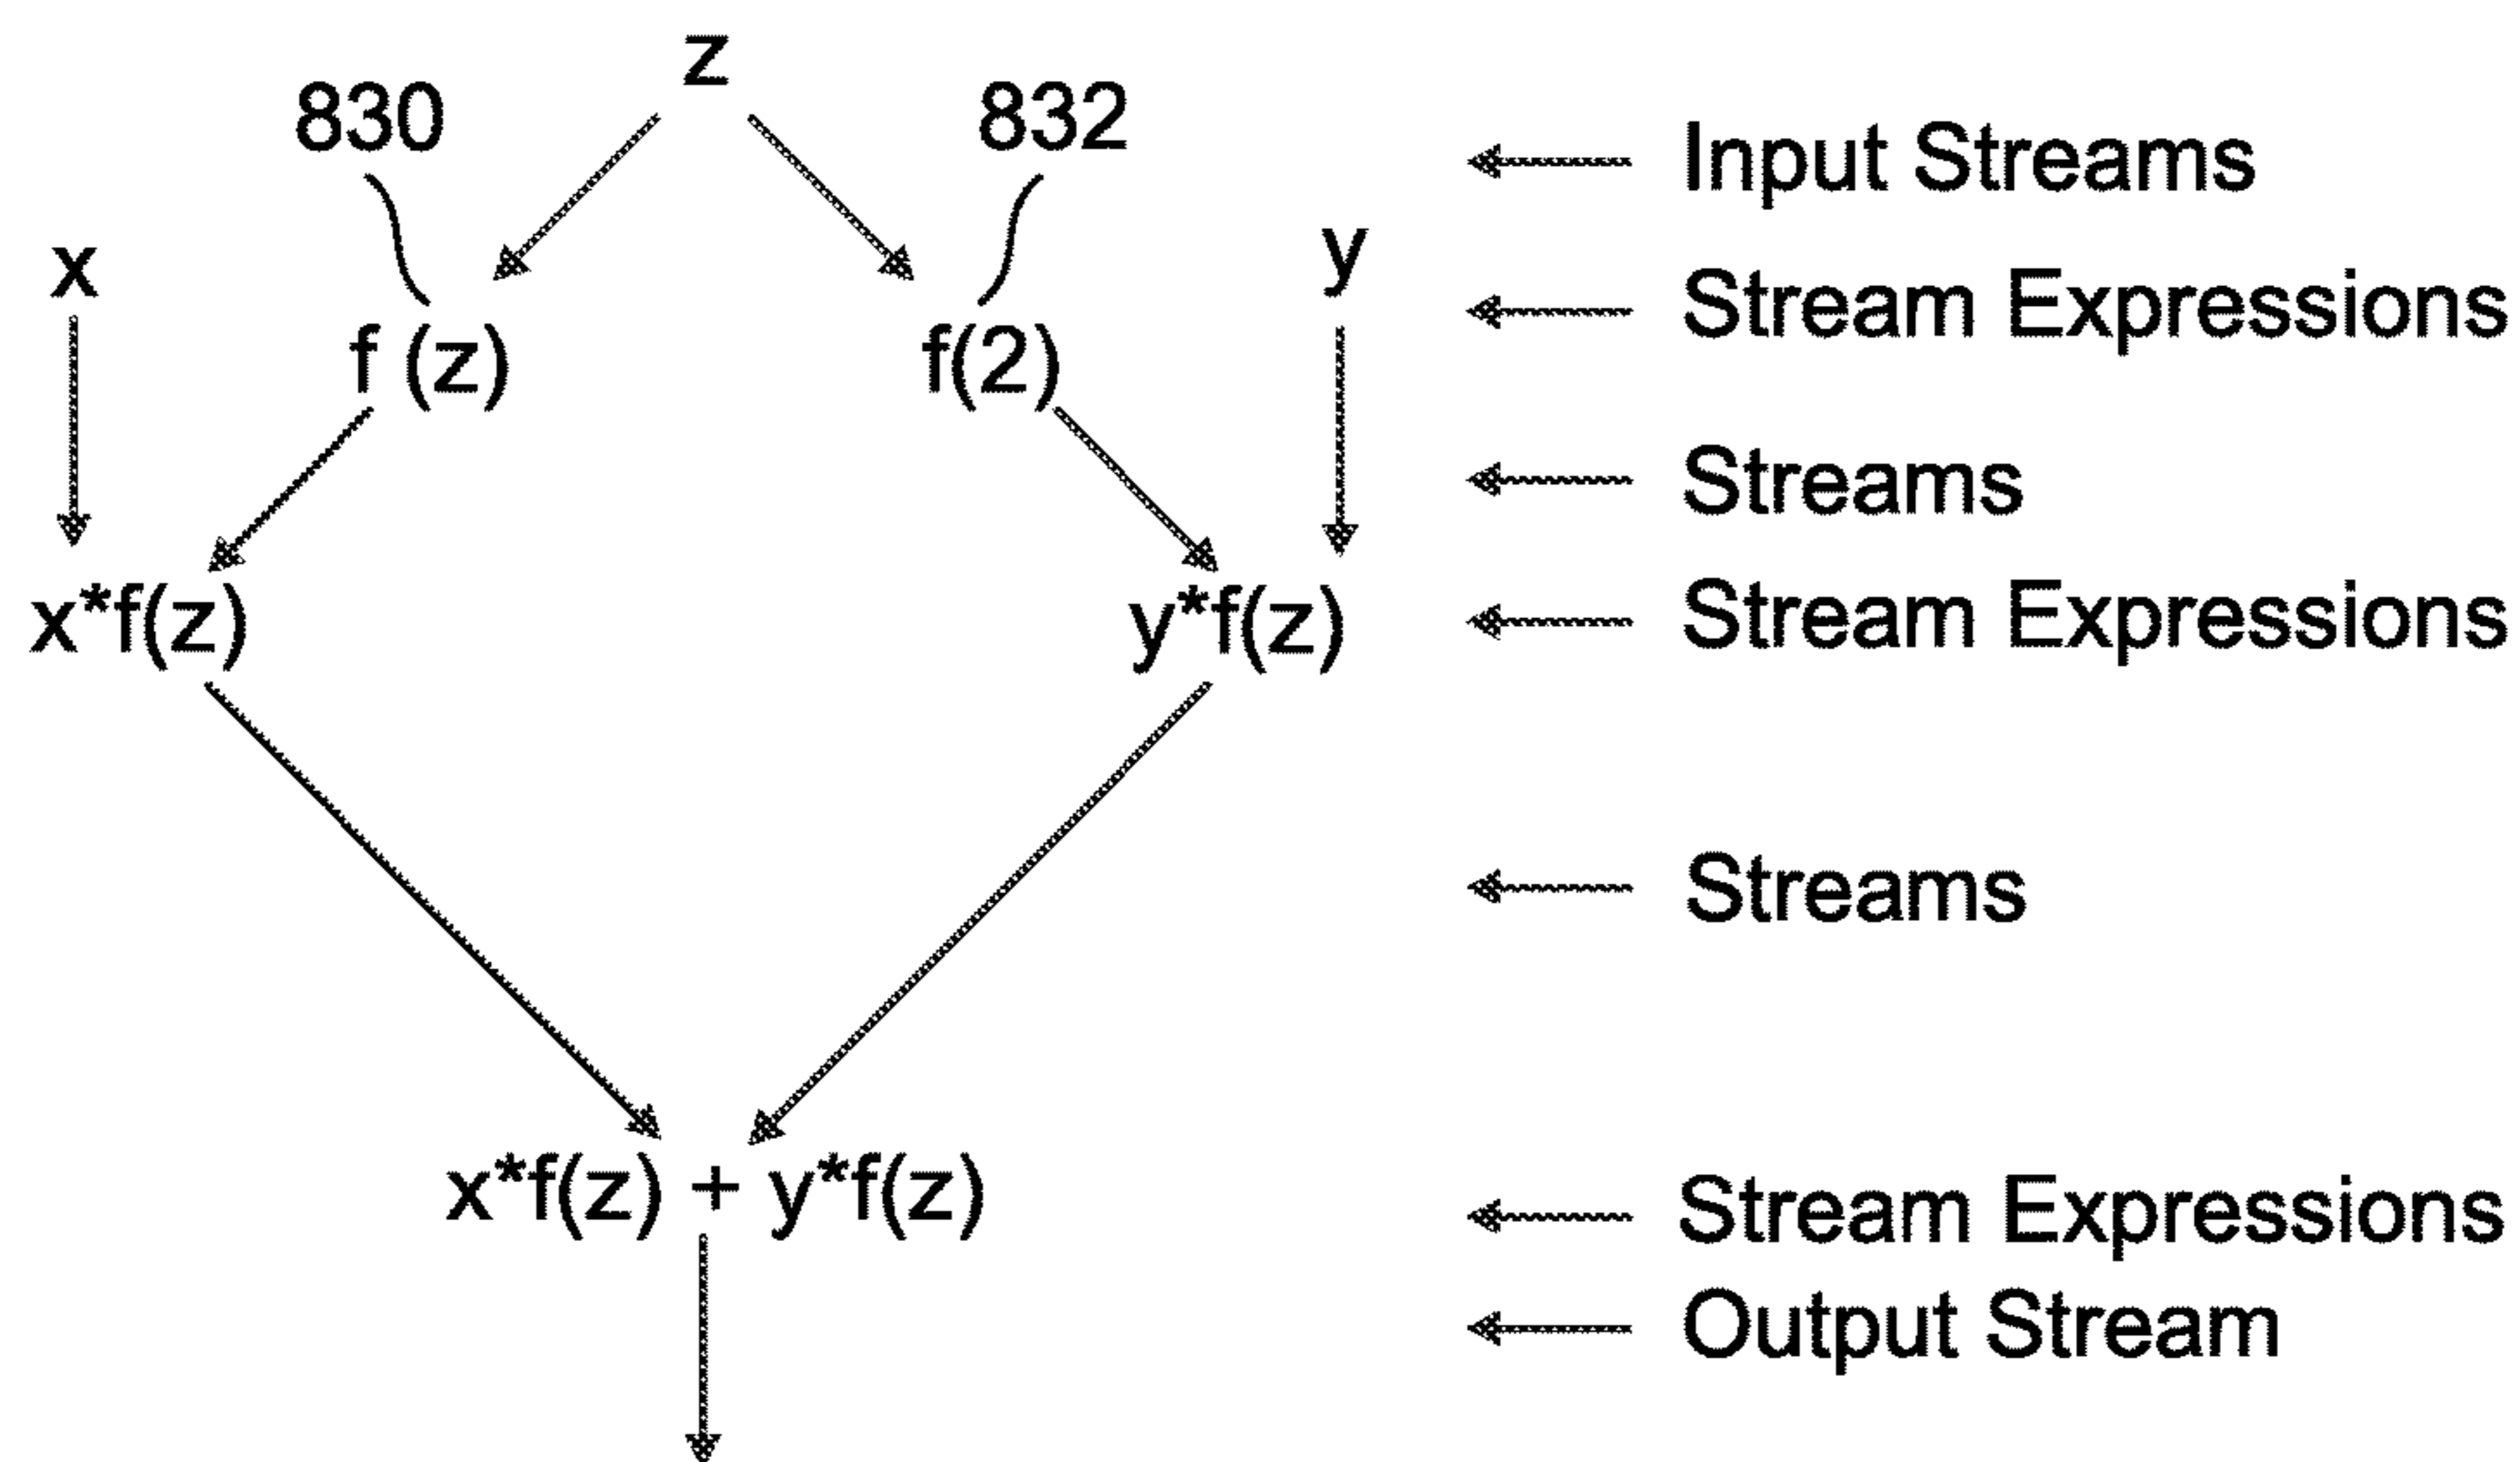 z
830
832
Input Streams
x
y
Stream Expressions
f (z)
f(2)
Streams
x*f(z)
y*f(z)
Stream Expressions
Streams
x*f(z) + y*f(z)
Stream Expressions
Output Stream